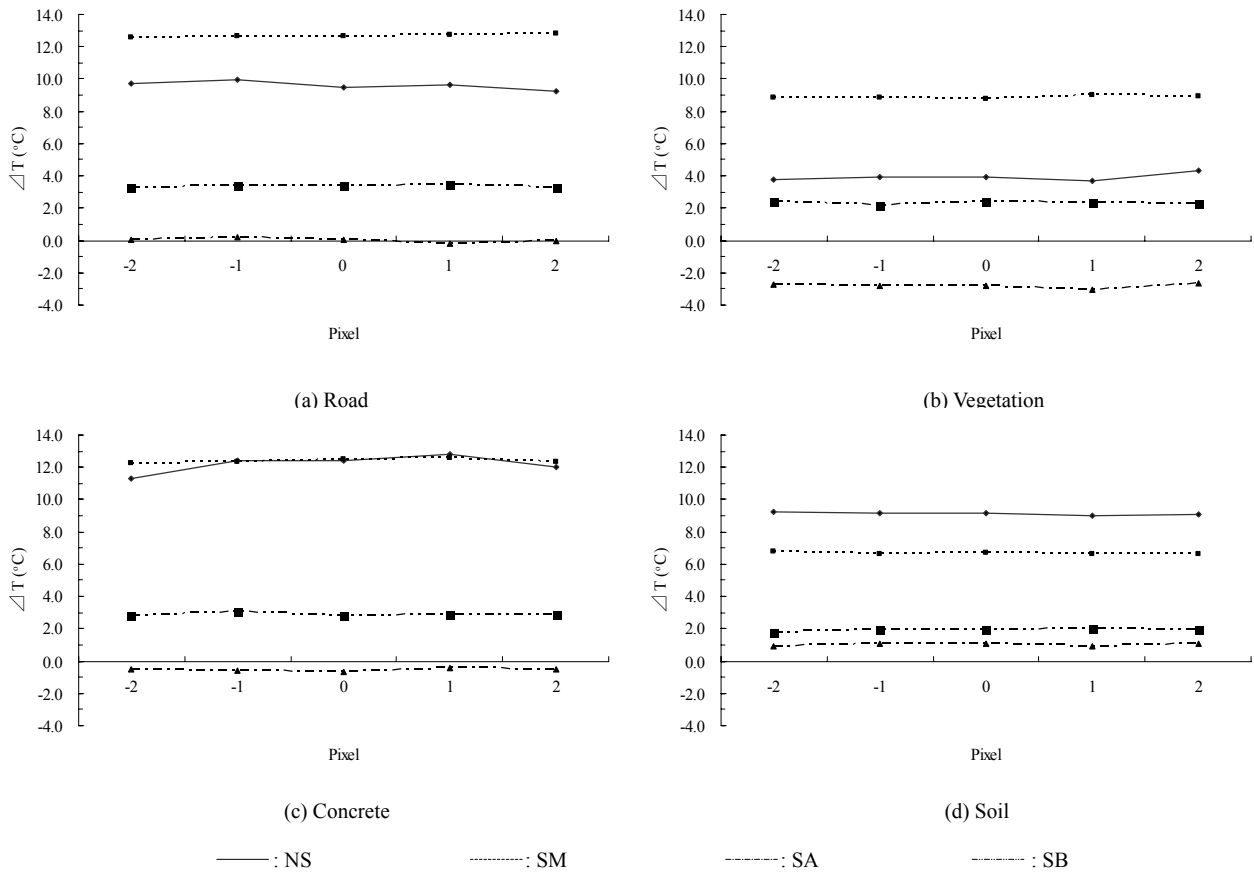 14.0
12.0
10.0
8.0
6.0
4.0
2.0
0.0
-2.0
-4.0
⊿T (°C)
-2 -1 0 1 2
Pixel
(a) Road
14.0
12.0
10.0
8.0
6.0
4.0
2.0
0.0
-2.0
-4.0
⊿T (°C)
-2 -1 0 1 2
Pixel
(b) Vegetation
14.0
12.0
10.0
8.0
6.0
4.0
2.0
0.0
-2.0
-4.0
⊿T (°C)
-2 -1 0 1 2
Pixel
(c) Concrete
14.0
12.0
10.0
8.0
6.0
4.0
2.0
0.0
-2.0
-4.0
⊿T (°C)
-2 -1 0 1 2
Pixel
(d) Soil
: NS : SM : SA : SB